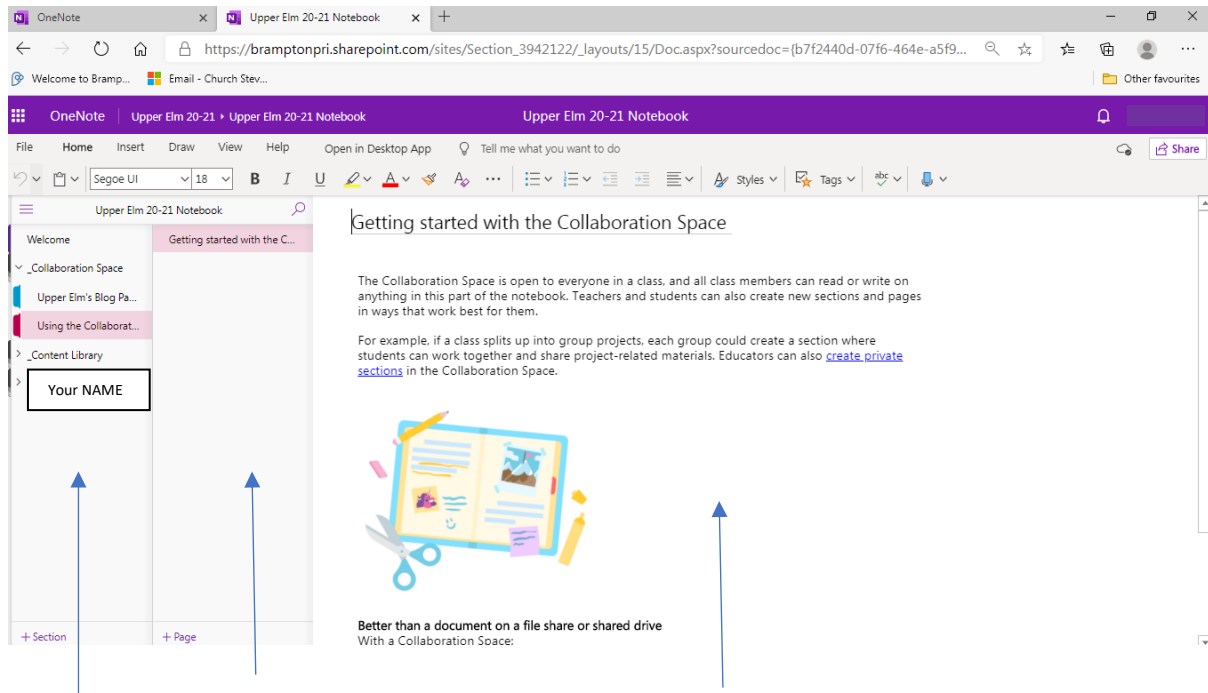 OneNote
Upper Elm 20-21 Notebook
https://bramptonpri.sharepoint.com/sites/Section_3942122/_layouts/15/Doc.aspx?sourcedoc={b7f2440d-07f6-464e-a5f9...
Welcome to Bramp...
Email - Church Stev...
Other favourites
OneNote
Upper Elm 20-21 › Upper Elm 20-21 Notebook
Upper Elm 20-21 Notebook
File Home Insert Draw View Help Open in Desktop App Tell me what you want to do
Share
Segoe UI 18 B I U A A ... Styles Tags abc
Upper Elm 20-21 Notebook
Welcome
_Collaboration Space
Upper Elm's Blog Pa...
Using the Collaborat...
_Content Library
Your NAME
+ Section
Getting started with the C...
+ Page
Getting started with the Collaboration Space
The Collaboration Space is open to everyone in a class, and all class members can read or write on
anything in this part of the notebook. Teachers and students can also create new sections and pages
in ways that work best for them.
For example, if a class splits up into group projects, each group could create a section where
students can work together and share project-related materials. Educators can also create private
sections in the Collaboration Space.
Better than a document on a file share or shared drive
With a Collaboration Space: